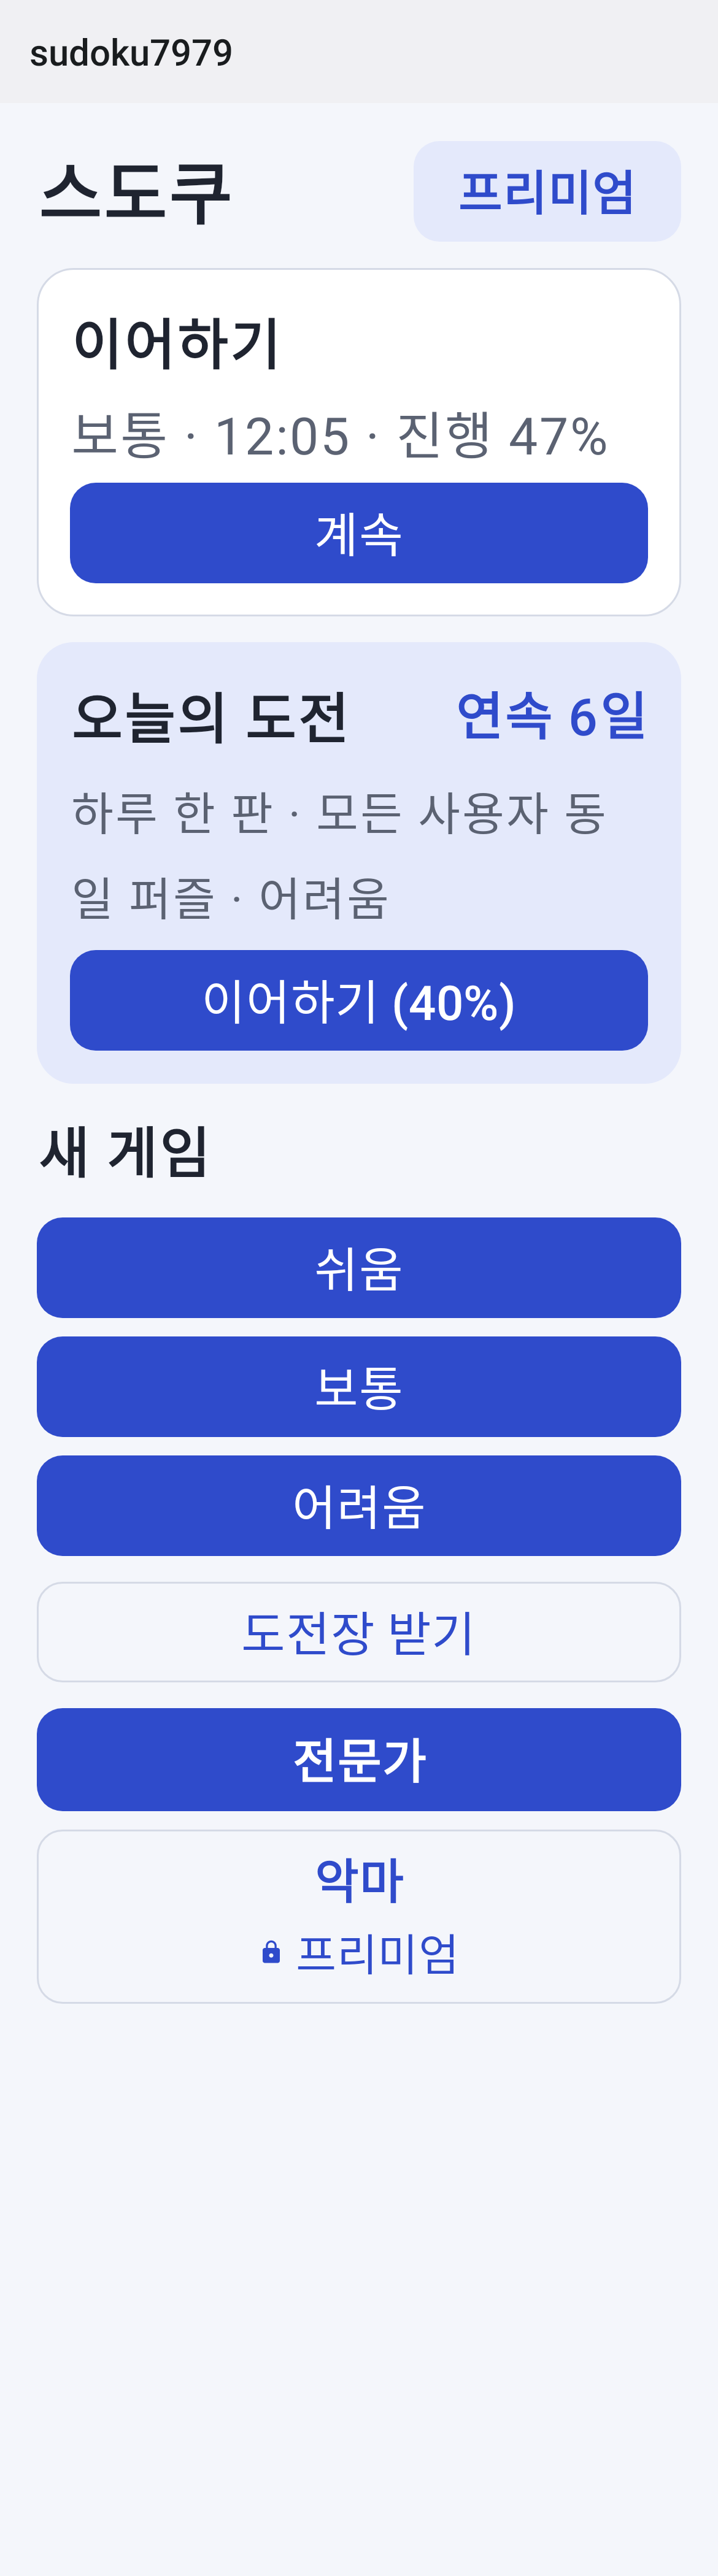 sudoku7979
스도쿠
프리미엄
이어하기
보통 · 12:05 · 진행 47%
계속
오늘의 도전
연속 6일
하루 한 판 · 모든 사용자 동
일 퍼즐 · 어려움
이어하기 (40%)
새 게임
쉬움
보통
어려움
도전장 받기
전문가
악마
프리미엄